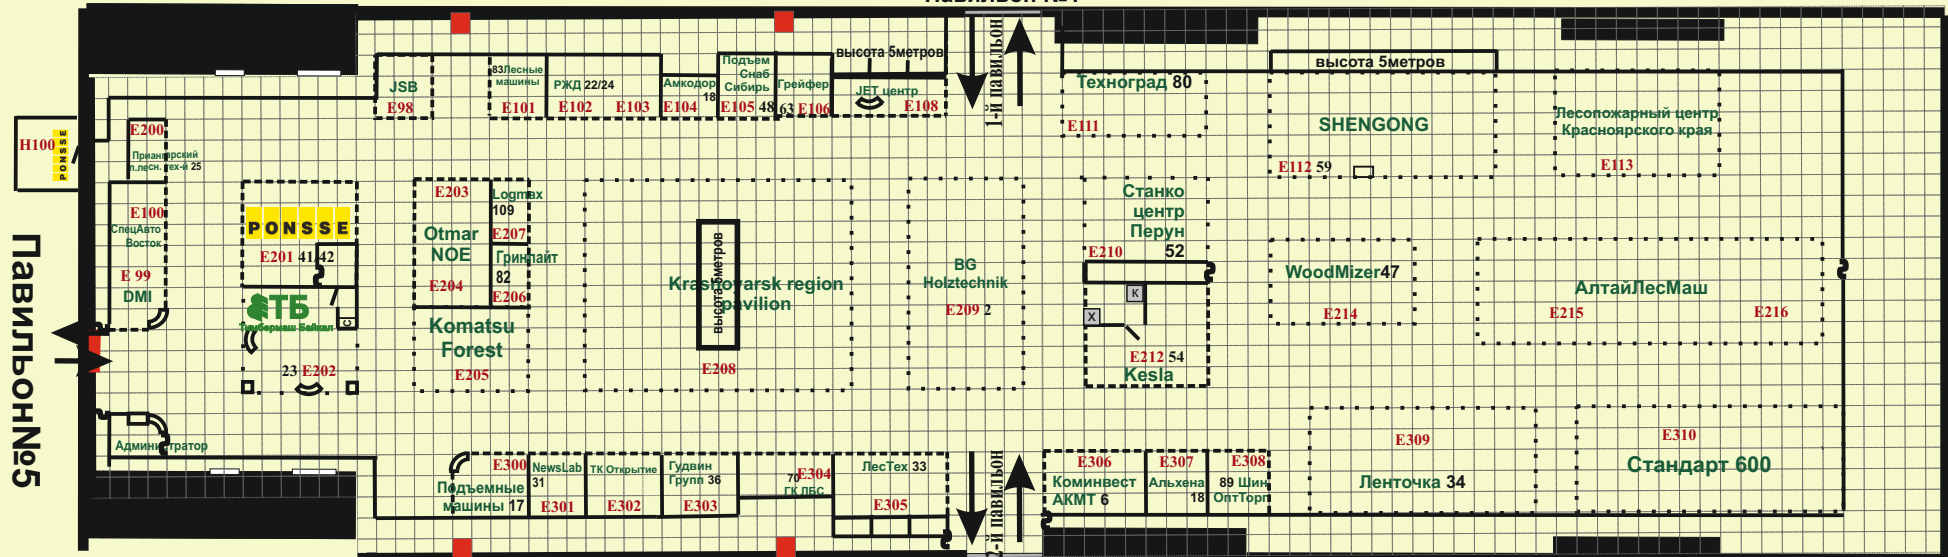 Павильон№5
H100
PONSSE
E200
Приангарский
л.песн. тех-й 25
E100
СпецАвто
Восток
E 99
DMI
Администратор
PONSSE
E201 41/42
ТБ
Тимбермаш Байкал
С
23 E202
JSB
E98
83Лесные
машины
E101
РЖД 22/24
E102
E103
Амкодор
18
E104
Подъем
Снаб
Сибирь
E105 48
Грейфер
63 E106
высота 5метров
JET центр
E108
1-й павильон
E203
Otmar
NOE
E204
Logmax
109
E207
Гринлайт
82
E206
Komatsu
Forest
E205
Krasnoyarsk region
pavilion
высота 5метров
E208
BG
Holztechnik
E209 2
Техноград 80
E111
высота 5метров
SHENGONG
E112 59
Лесопожарный центр
Красноярского края
E113
Станко
центр
Перун
52
E210
К
X
E212 54
Kesla
WoodMizer47
E214
АлтайЛесМаш
E215
E216
E300
Подъемные
машины 17
NewsLab
31
E301
ТК Открытие
E302
Гудвин
Групп 36
E303
70
E304
ГК ЛБС
ЛесТех 33
E305
2-й павильон
E306
Коминвест
АКМТ 6
E307
Альхена
18
E308
89 Шин
ОптТорг
E309
Ленточка 34
E310
Стандарт 600